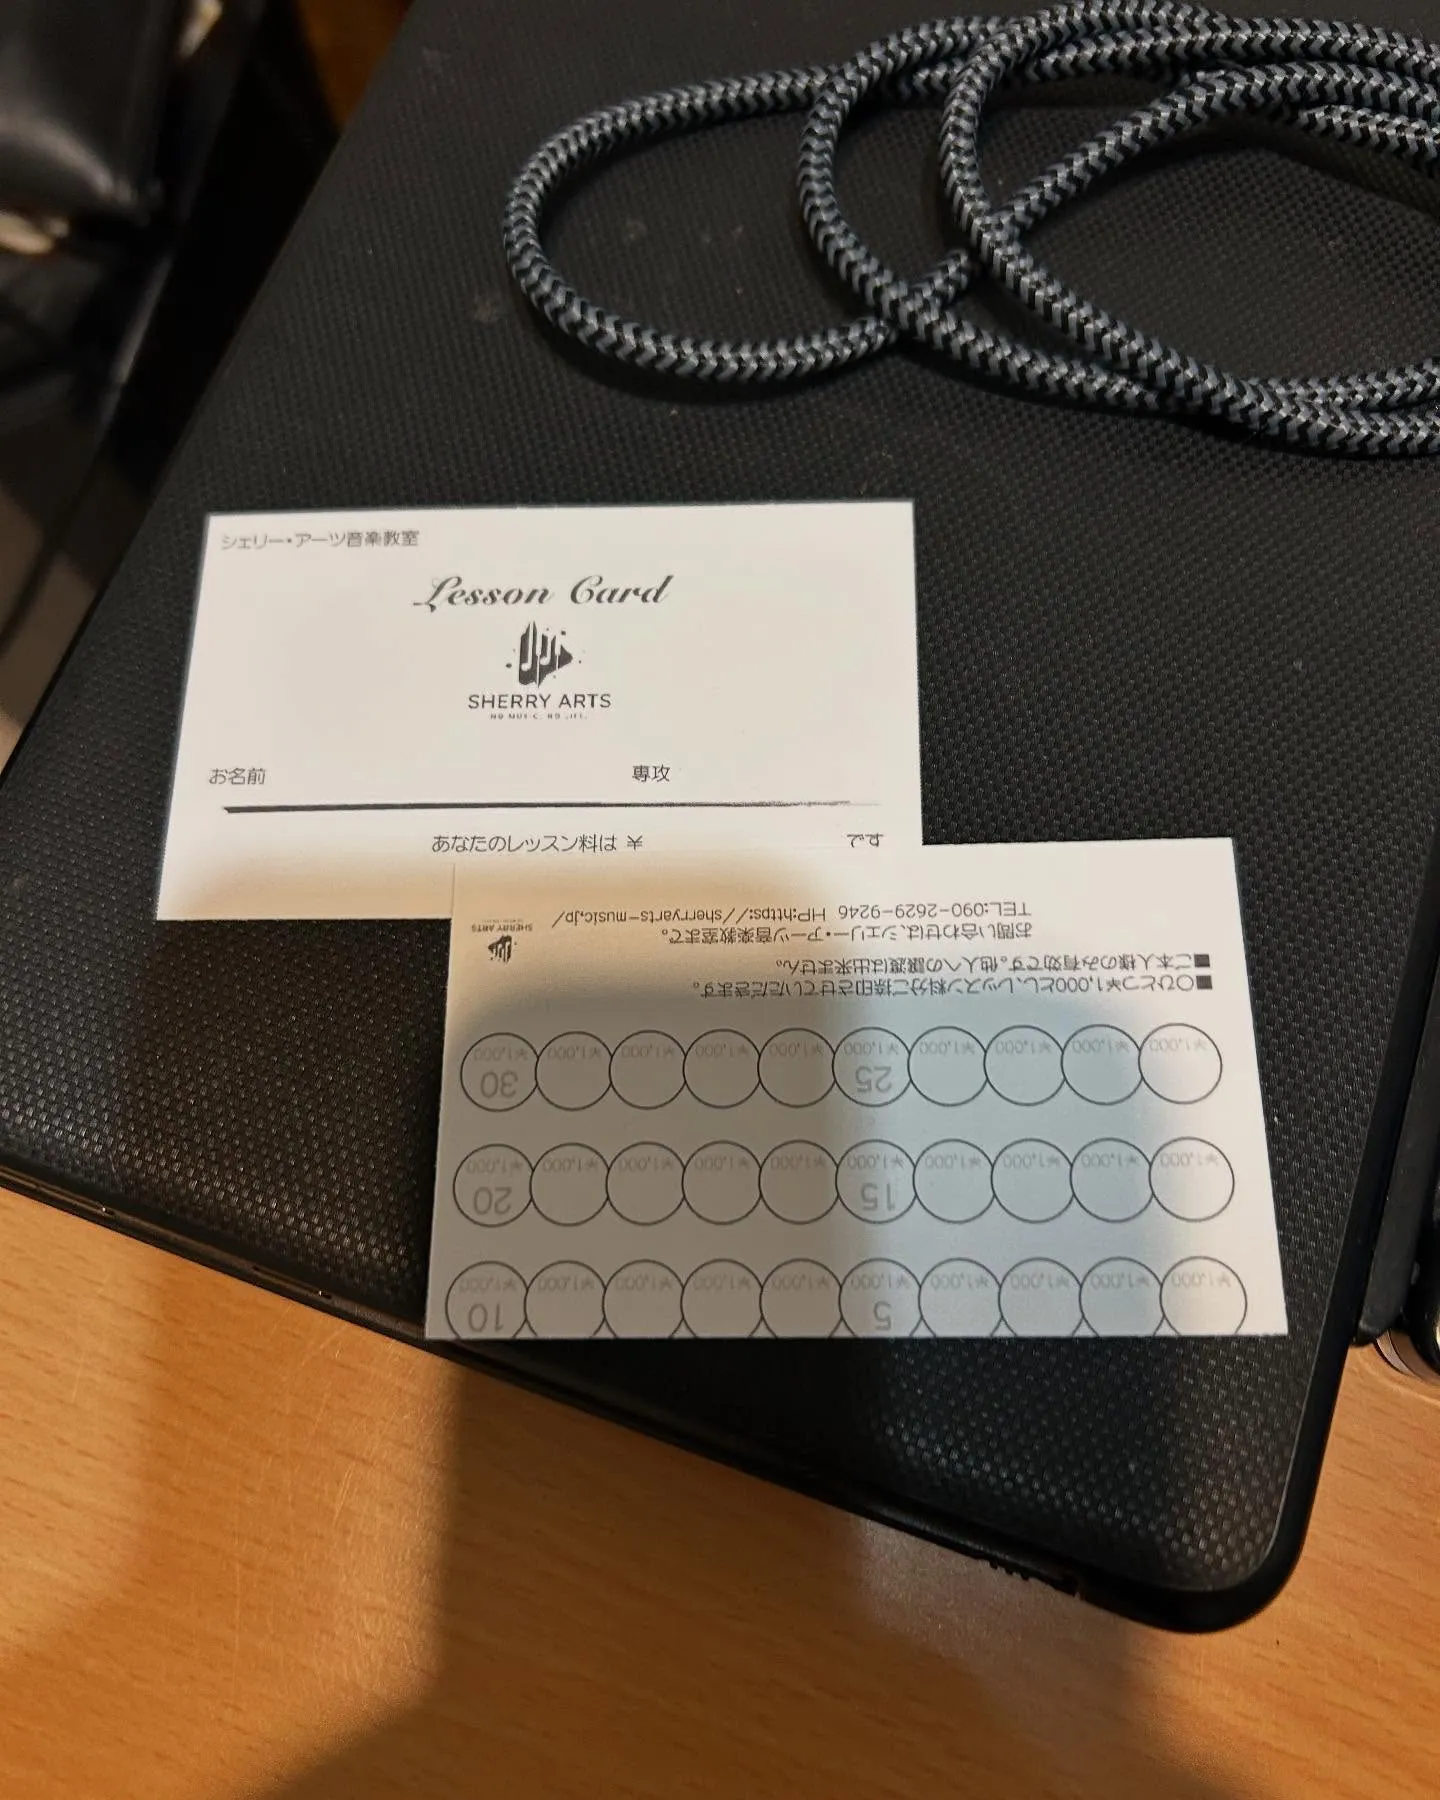 シェリー・アーツ音楽教室
Lesson Card
SHERRY ARTS
NO MUSIC, NO LIFE.
お名前 専攻
あなたのレッスン料は ¥ です
10 5
¥1,000 ¥1,000 ¥1,000 ¥1,000 ¥1,000 ¥1,000 ¥1,000 ¥1,000 ¥1,000 ¥1,000
15 20
¥1,000 ¥1,000 ¥1,000 ¥1,000 ¥1,000 ¥1,000 ¥1,000 ¥1,000 ¥1,000 ¥1,000
25 30
¥1,000 ¥1,000 ¥1,000 ¥1,000 ¥1,000 ¥1,000 ¥1,000 ¥1,000 ¥1,000 ¥1,000
■〇ひとつ¥1,000とし、レッスン料分ご捺印させていただきます。
■ご本人様のみ有効です。他人への譲渡は出来ません。
お問い合わせは、シェリー・アーツ音楽教室まで。
TEL:090-2629-9246 HP:https://sherryarts-music.jp/
SHERRY ARTS